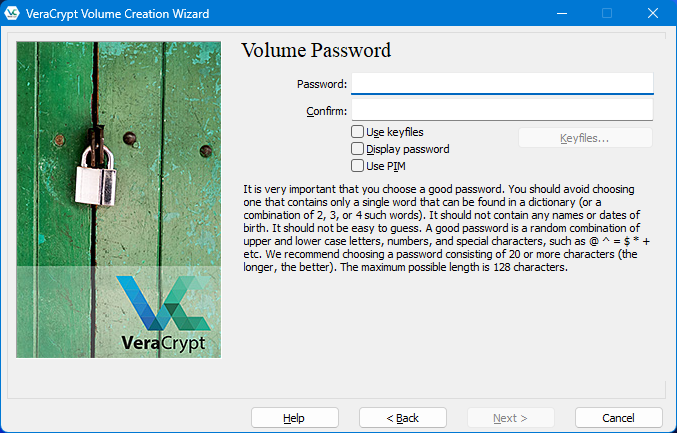 VeraCrypt Volume Creation Wizard
Volume Password
Password:
Confirm:
Use keyfiles
Keyfiles...
Display password
Use PIM
It is very important that you choose a good password. You should avoid choosing
one that contains only a single word that can be found in a dictionary (or a
combination of 2, 3, or 4 such words). It should not contain any names or dates of
birth. It should not be easy to guess. A good password is a random combination of
upper and lower case letters, numbers, and special characters, such as @ ^ = $ * +
etc. We recommend choosing a password consisting of 20 or more characters (the
longer, the better). The maximum possible length is 128 characters.
VeraCrypt
Help
< Back
Next >
Cancel